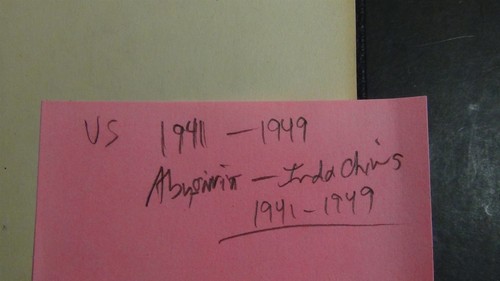 US 1941 - 1949
Abyssinia - IndoChina
1941 - 1949